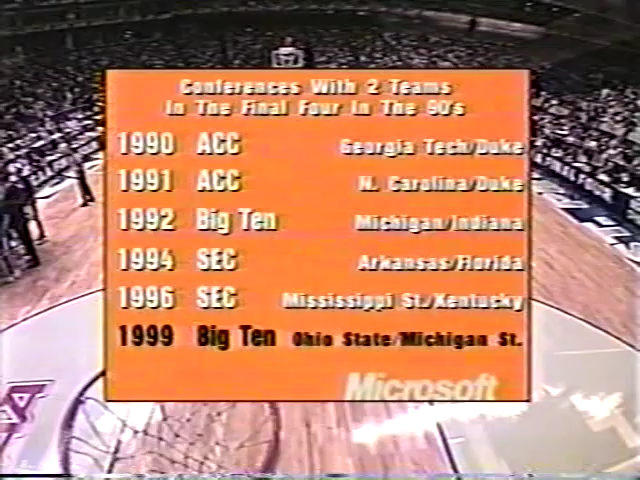 Conferences With 2 Teams
In The Final Four In The 90's
1990 ACC Georgia Tech/Duke
1991 ACC N. Carolina/Duke
1992 Big Ten Michigan/Indiana
1994 SEC Arkansas/Florida
1996 SEC Mississippi St./Kentucky
1999 Big Ten Ohio State/Michigan St.
Microsoft